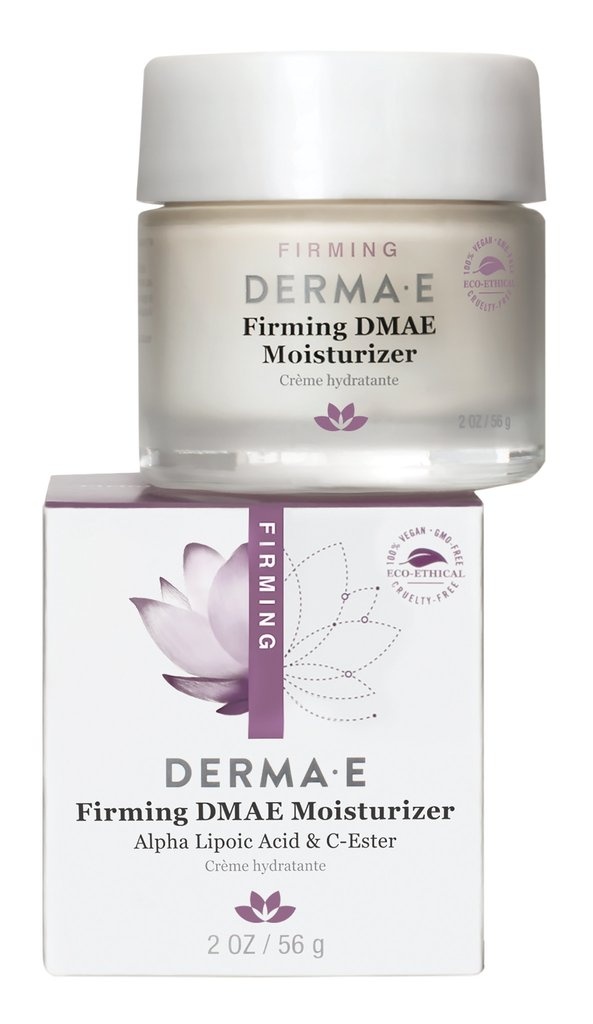 FIRMING
DERMA·E
Firming DMAE
Moisturizer
Crème hydratante
2 OZ / 56 g
100% VEGAN · GMO-FREE
ECO-ETHICAL
CRUELTY-FREE
FIRMING
100% VEGAN · GMO-FREE
ECO-ETHICAL
CRUELTY-FREE
DERMA·E
Firming DMAE Moisturizer
Alpha Lipoic Acid & C-Ester
Crème hydratante
2 OZ / 56 g